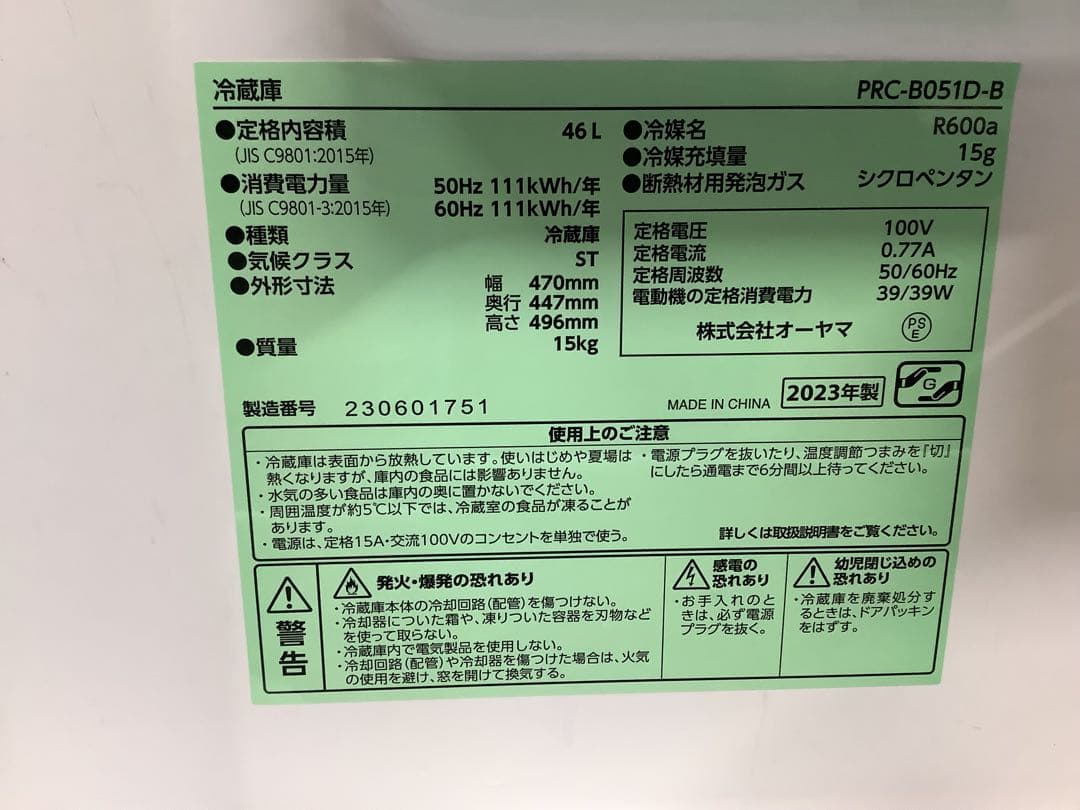 冷蔵庫 PRC-B051D-B
●定格内容積 46L
(JIS C9801:2015年)
●消費電力量 50Hz 111kWh/年
(JIS C9801-3:2015年) 60Hz 111kWh/年
●種類 冷蔵庫
●気候クラス ST
●外形寸法 幅 470mm
奥行 447mm
高さ 496mm
●質量 15kg
●冷媒名 R600a
●冷媒充填量 15g
●断熱材用発泡ガス シクロペンタン
定格電圧 100V
定格電流 0.77A
定格周波数 50/60Hz
電動機の定格消費電力 39/39W
株式会社オーヤマ PSE
製造番号 230601751 MADE IN CHINA 2023年製 G
使用上のご注意
・冷蔵庫は表面から放熱しています。使いはじめや夏場は
熱くなりますが、庫内の食品には影響ありません。
・水気の多い食品は庫内の奥に置かないでください。
・周囲温度が約5℃以下では、冷蔵室の食品が凍ることが
あります。
・電源は、定格15A・交流100Vのコンセントを単独で使う。
・電源プラグを抜いたり、温度調節つまみを『切』
にしたら通電まで6分間以上待ってください。
詳しくは取扱説明書をご覧ください。
警告
発火・爆発の恐れあり
・冷蔵庫本体の冷却回路(配管)を傷つけない。
・冷却器についた霜や、凍りついた容器を刃物など
を使って取らない。
・冷蔵庫内で電気製品を使用しない。
・冷却回路(配管)や冷却器を傷つけた場合は、火気
の使用を避け、窓を開けて換気する。
感電の
恐れあり
・お手入れのと
きは、必ず電源
プラグを抜く。
幼児閉じ込めの
恐れあり
・冷蔵庫を廃棄処分す
るときは、ドアパッキン
をはずす。